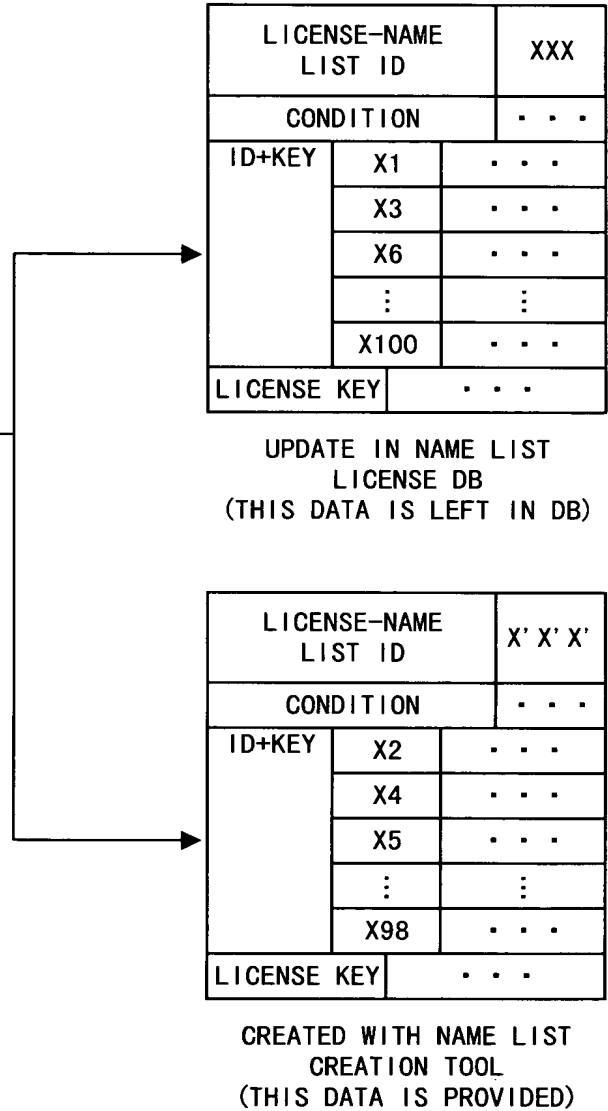 LICENSE-NAME
LIST ID
XXX
CONDITION
・・・
ID+KEY
X1 ・・・
X3 ・・・
X6 ・・・
⋮ ⋮
X100 ・・・
LICENSE KEY ・・・
UPDATE IN NAME LIST
LICENSE DB
(THIS DATA IS LEFT IN DB)
LICENSE-NAME
LIST ID
X'X'X'
CONDITION
・・・
ID+KEY
X2 ・・・
X4 ・・・
X5 ・・・
⋮ ⋮
X98 ・・・
LICENSE KEY ・・・
CREATED WITH NAME LIST
CREATION TOOL
(THIS DATA IS PROVIDED)